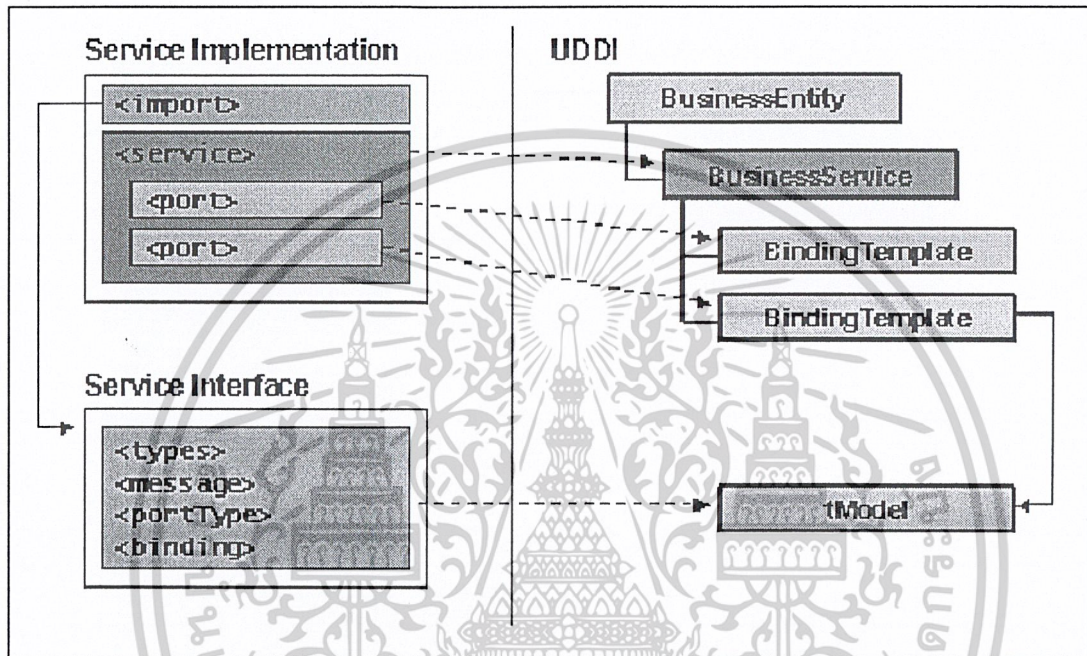 Service Implementation
<import>
<service>
<port>
<port>
Service Interface
<types>
<message>
<portType>
<binding>
UDDI
BusinessEntity
BusinessService
BindingTemplate
BindingTemplate
tModel